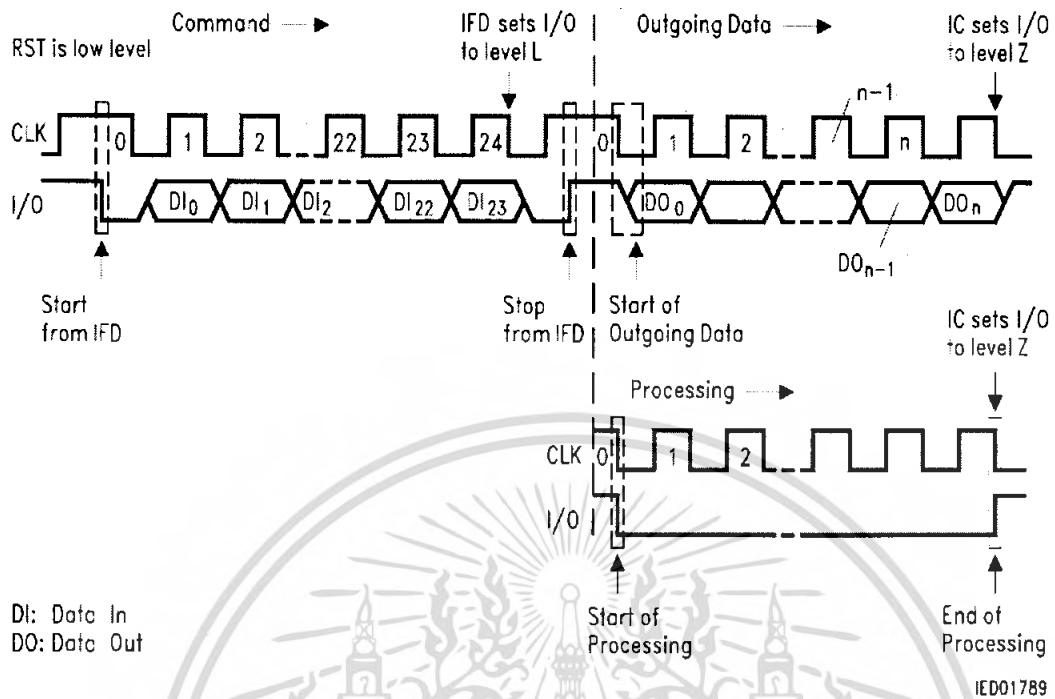 Command
IFD sets I/O
to level L
Outgoing Data
IC sets I/O
to level Z
RST is low level
n-1
CLK
0 1 2 22 23 24 0 1 2 n
I/O
DI0 DI1 DI2 DI22 DI23 DO0 DOn
DOn-1
Start
from IFD
Stop
from IFD
Start of
Outgoing Data
IC sets I/O
to level Z
Processing
CLK
0 1 2
I/O
DI: Data In
DO: Data Out
Start of
Processing
End of
Processing
IED01789